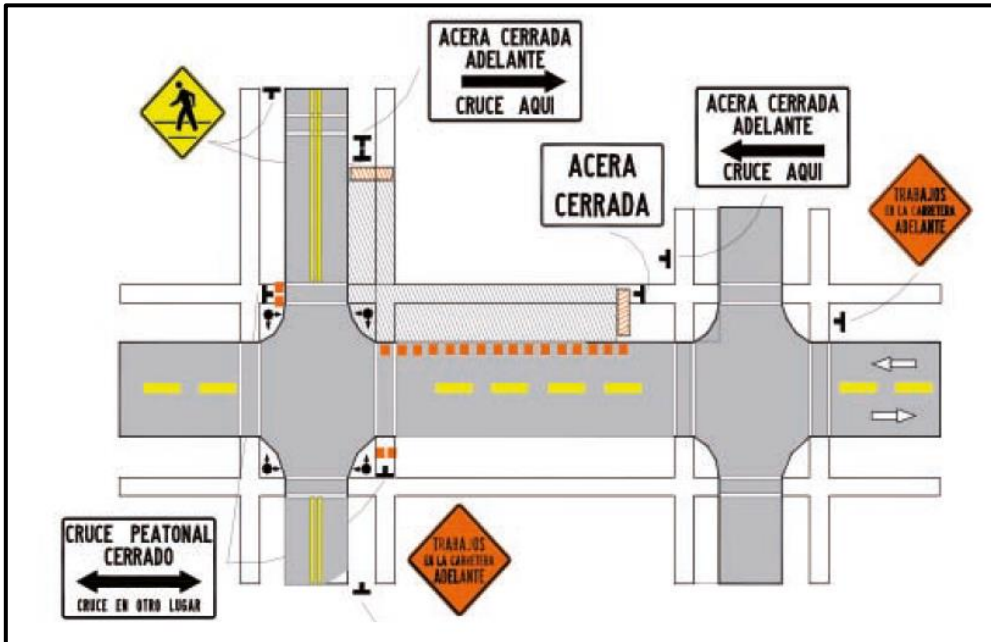 ACERA CERRADA
ADELANTE
CRUCE AQUI
ACERA CERRADA
ADELANTE
CRUCE AQUI
ACERA
CERRADA
TRABAJOS
EN LA CARRETERA
ADELANTE
CRUCE PEATONAL
CERRADO
CRUCE EN OTRO LUGAR
TRABAJOS
EN LA CARRETERA
ADELANTE